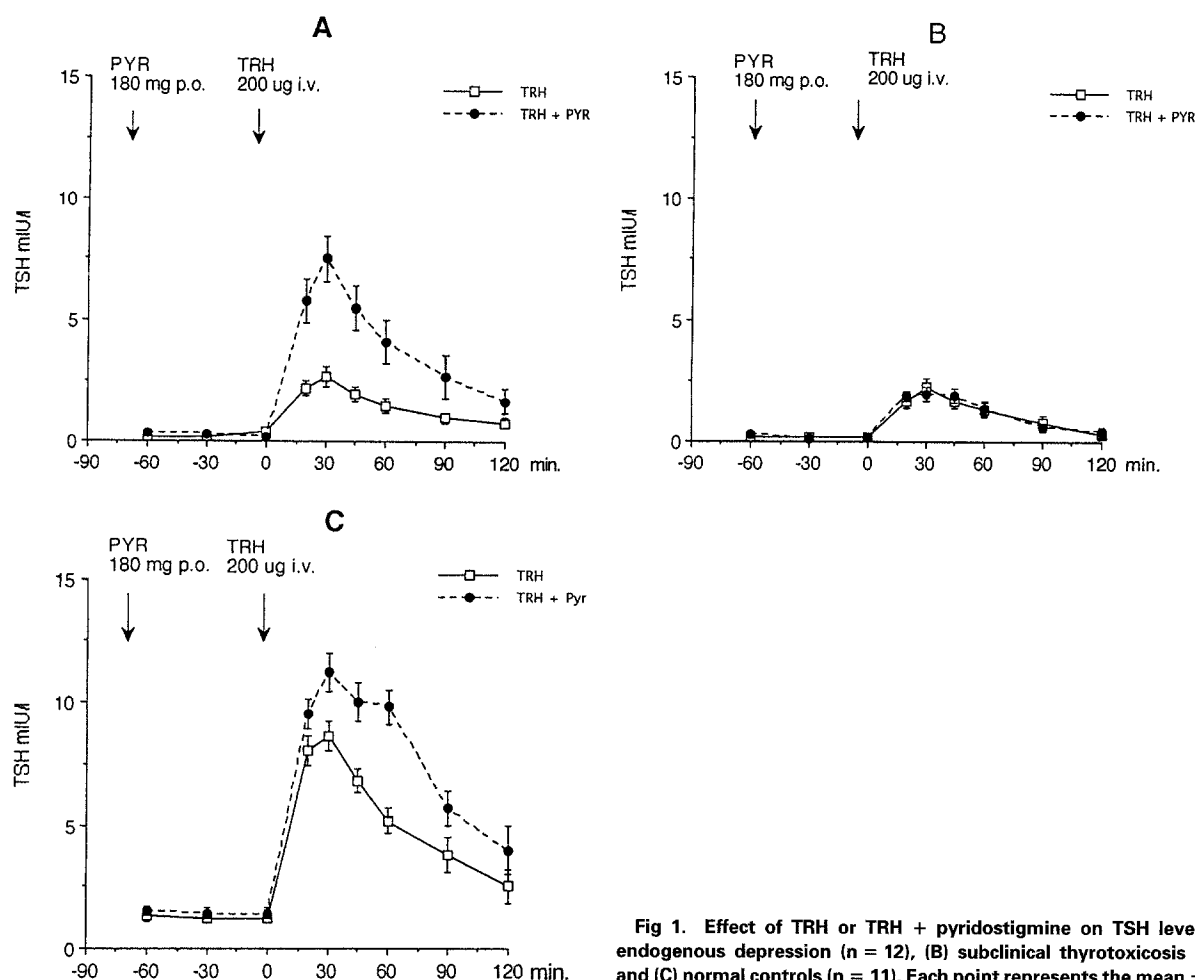 A
PYR
180 mg p.o.
TRH
200 ug i.v.
TRH
TRH + PYR
15
10
5
0
TSH mIU/l
-90 -60 -30 0 30 60 90 120 min.
B
PYR
180 mg p.o.
TRH
200 ug i.v.
TRH
TRH + PYR
15
10
5
0
TSH mIU/l
-90 -60 -30 0 30 60 90 120 min.
C
PYR
180 mg p.o.
TRH
200 ug i.v.
TRH
TRH + Pyr
15
10
5
0
TSH mIU/l
-90 -60 -30 0 30 60 90 120 min.
Fig 1. Effect of TRH or TRH + pyridostigmine on TSH leve
endogenous depression (n = 12), (B) subclinical thyrotoxicosis
and (C) normal controls (n = 11). Each point represents the mean